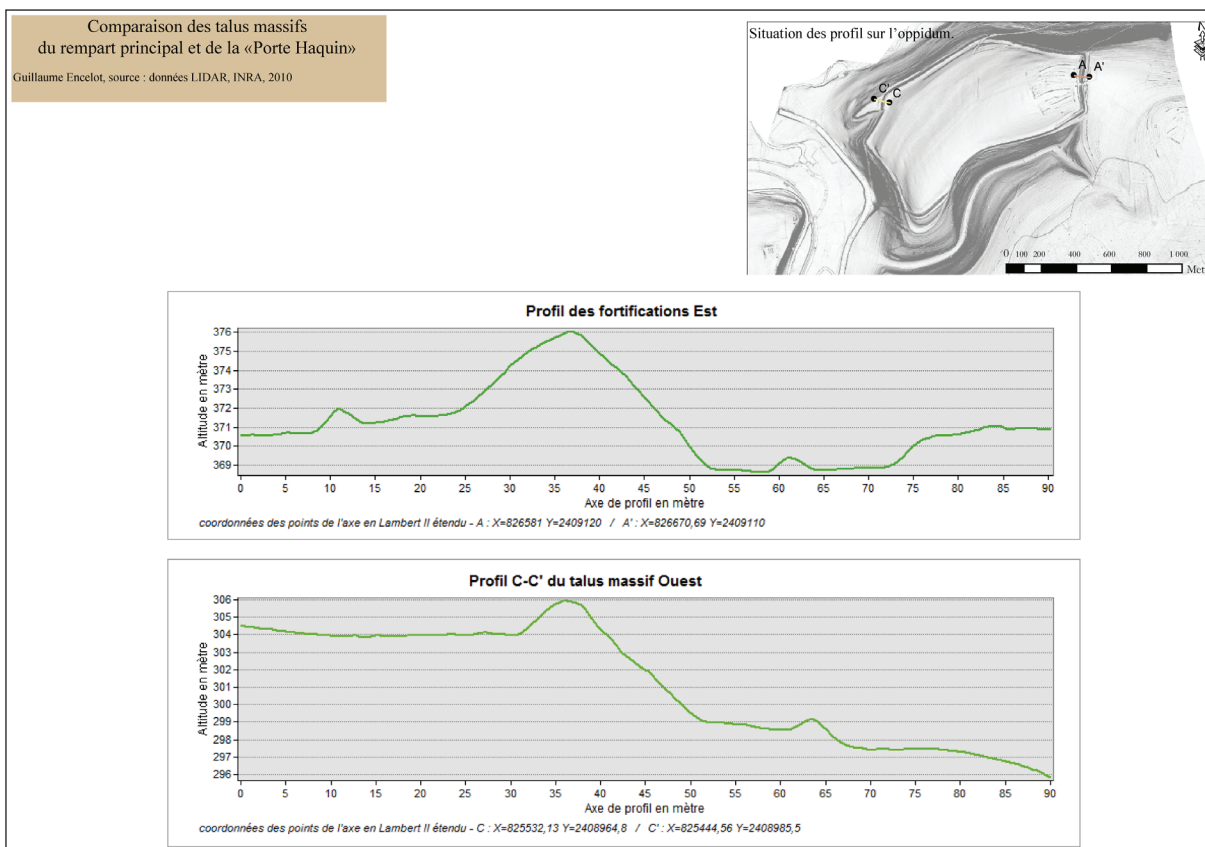 Comparaison des talus massifs
du rempart principal et de la «Porte Haquin»
Guillaume Encelot, source : données LIDAR, INRA, 2010
Situation des profil sur l'oppidum.
C' C
A A'
0 100 200 400 600 800 1 000
Met
Profil des fortifications Est
Altitude en mètre
376
375
374
373
372
371
370
369
0 5 10 15 20 25 30 35 40 45 50 55 60 65 70 75 80 85 90
Axe de profil en mètre
coordonnées des points de l'axe en Lambert II étendu - A : X=826581 Y=2409120 / A' : X=826670,69 Y=2409110
Profil C-C' du talus massif Ouest
Altitude en mètre
306
305
304
303
302
301
300
299
298
297
296
0 5 10 15 20 25 30 35 40 45 50 55 60 65 70 75 80 85 90
Axe de profil en mètre
coordonnées des points de l'axe en Lambert II étendu - C : X=825532,13 Y=2408964,8 / C' : X=825444,56 Y=2408985,5